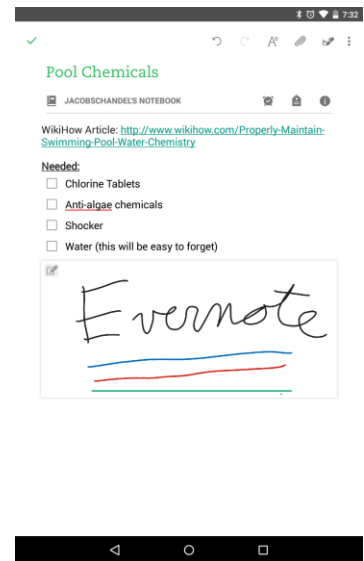 7:32
Pool Chemicals
JACOBSCHANDEL'S NOTEBOOK
WikiHow Article: http://www.wikihow.com/Properly-Maintain-
Swimming-Pool-Water-Chemistry
Needed:
Chlorine Tablets
Anti-algae chemicals
Shocker
Water (this will be easy to forget)
Evernote